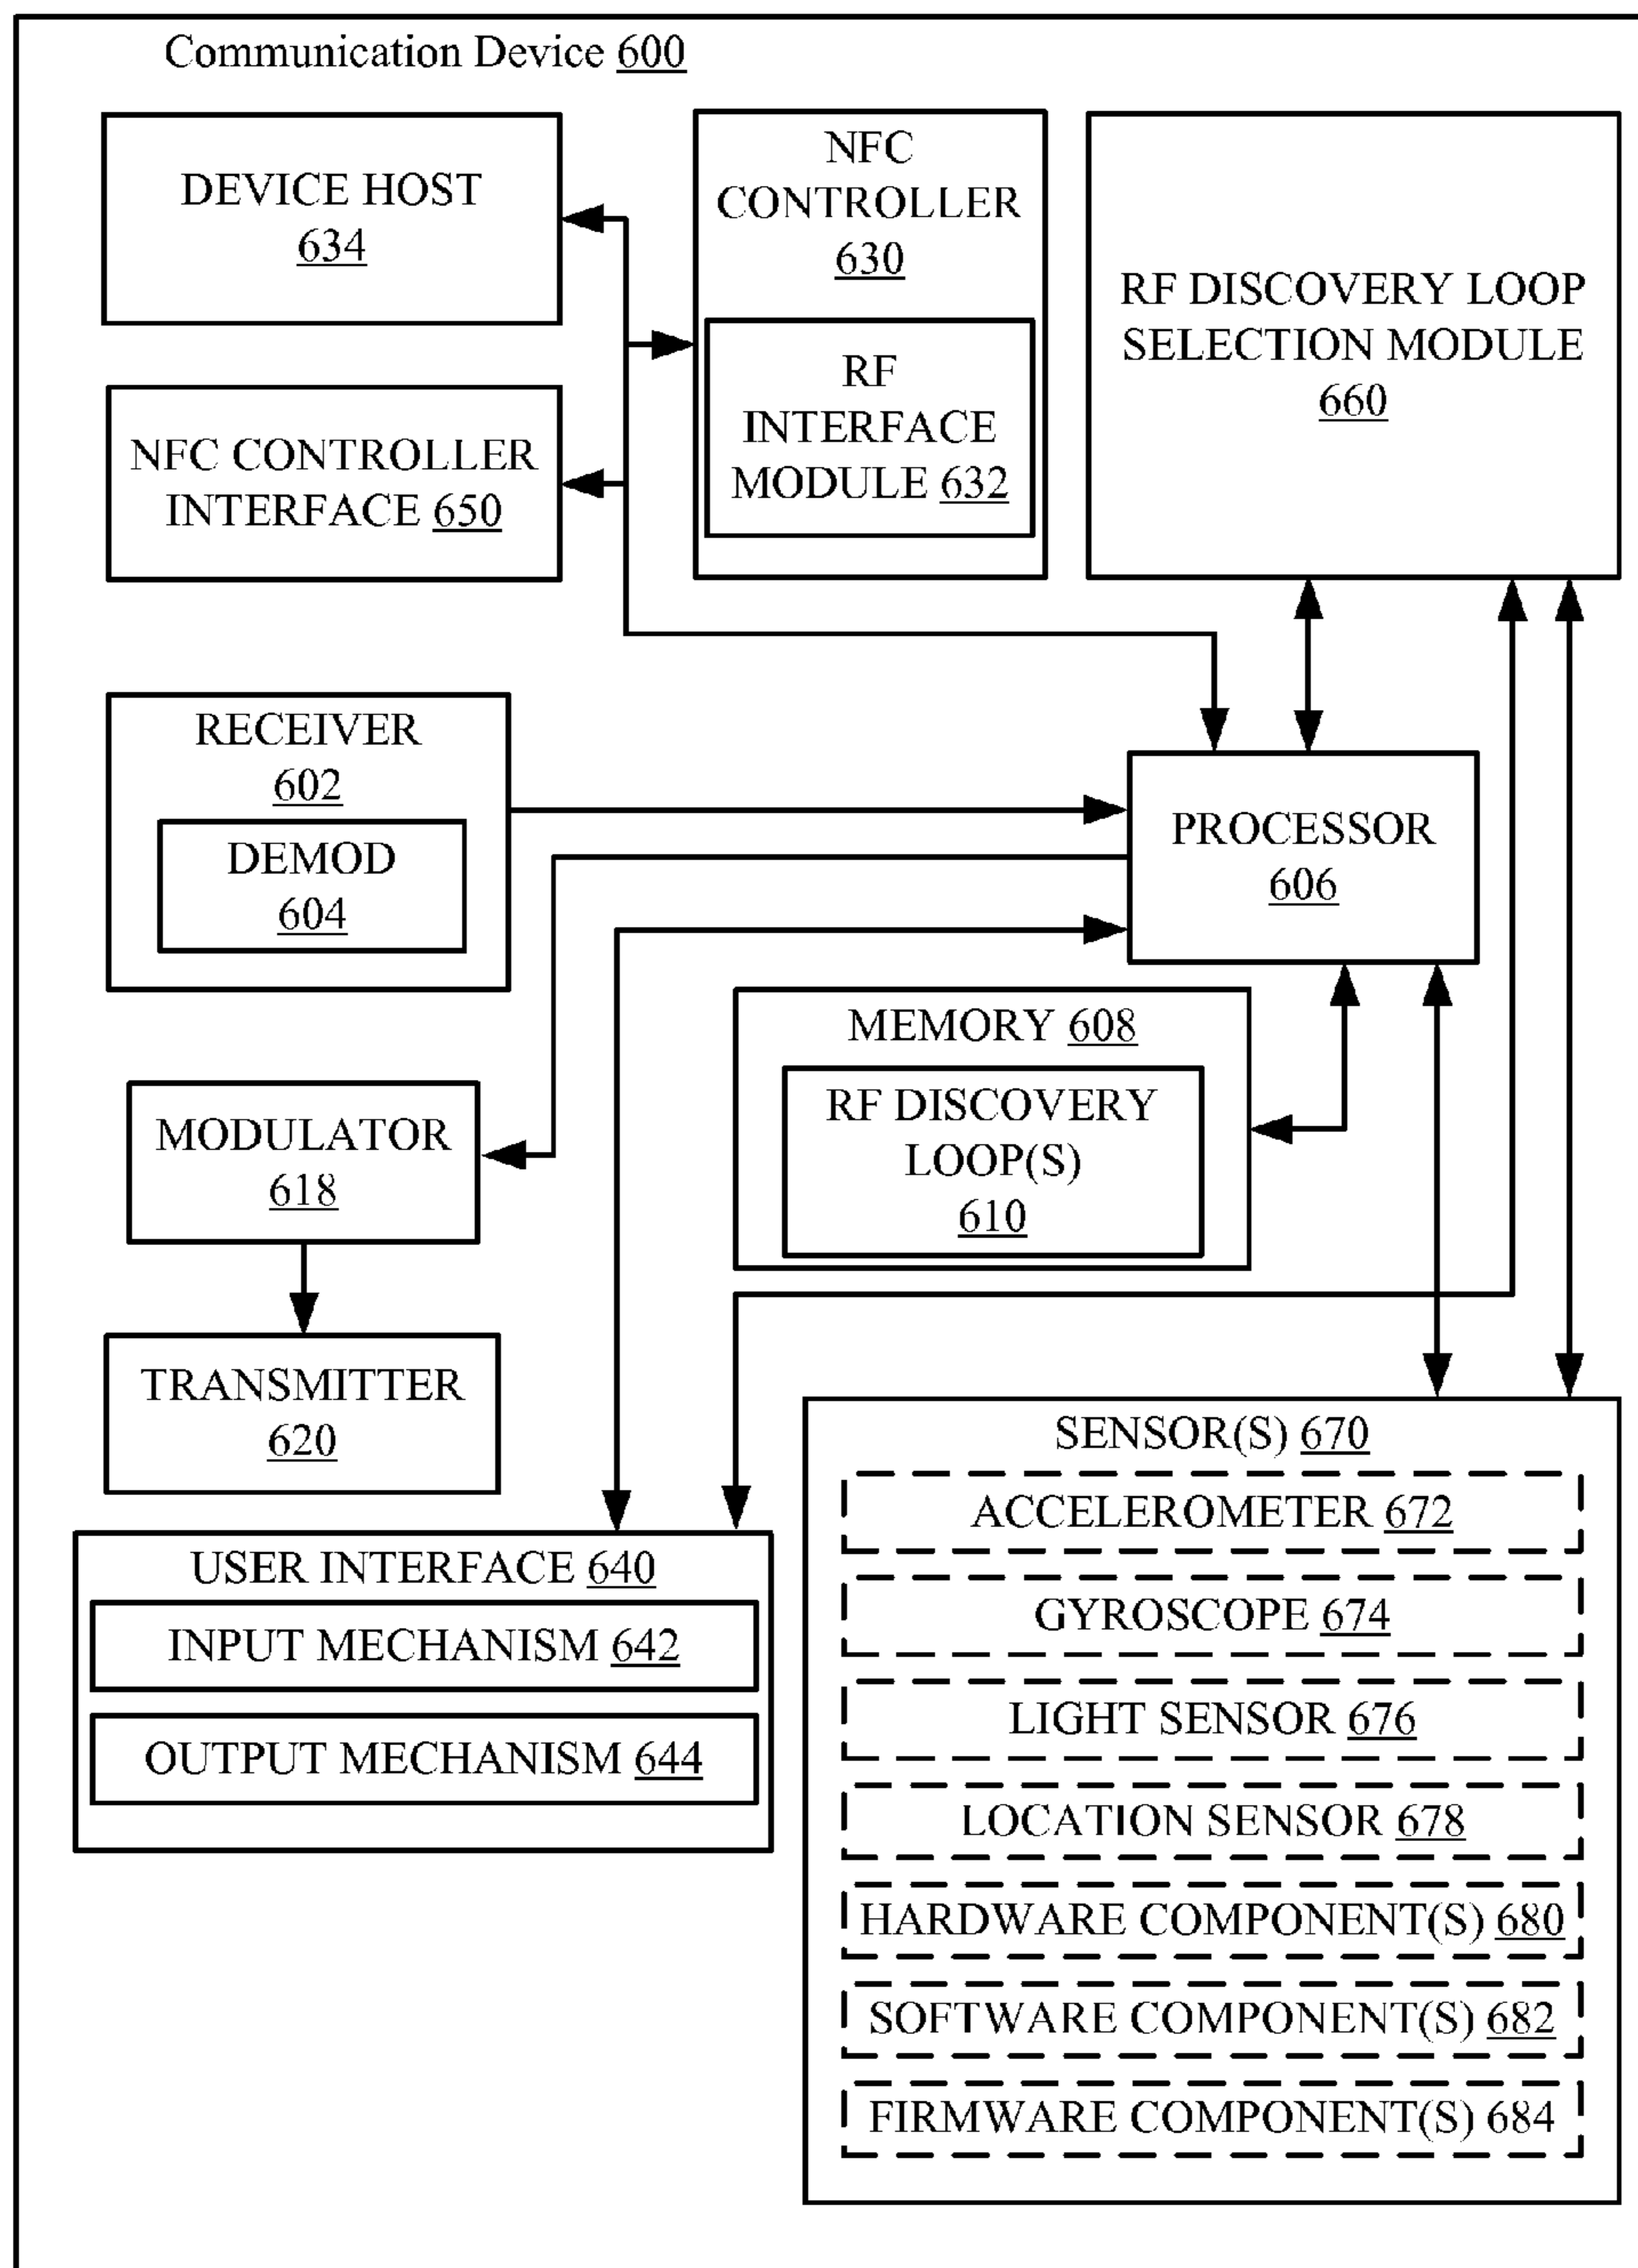 Communication Device 600
DEVICE HOST
634
NFC
CONTROLLER
630
RF
INTERFACE
MODULE 632
RF DISCOVERY LOOP
SELECTION MODULE
660
NFC CONTROLLER
INTERFACE 650
RECEIVER
602
DEMOD
604
PROCESSOR
606
MEMORY 608
RF DISCOVERY
LOOP(S)
610
MODULATOR
618
TRANSMITTER
620
USER INTERFACE 640
INPUT MECHANISM 642
OUTPUT MECHANISM 644
SENSOR(S) 670
ACCELEROMETER 672
GYROSCOPE 674
LIGHT SENSOR 676
LOCATION SENSOR 678
HARDWARE COMPONENT(S) 680
SOFTWARE COMPONENT(S) 682
FIRMWARE COMPONENT(S) 684